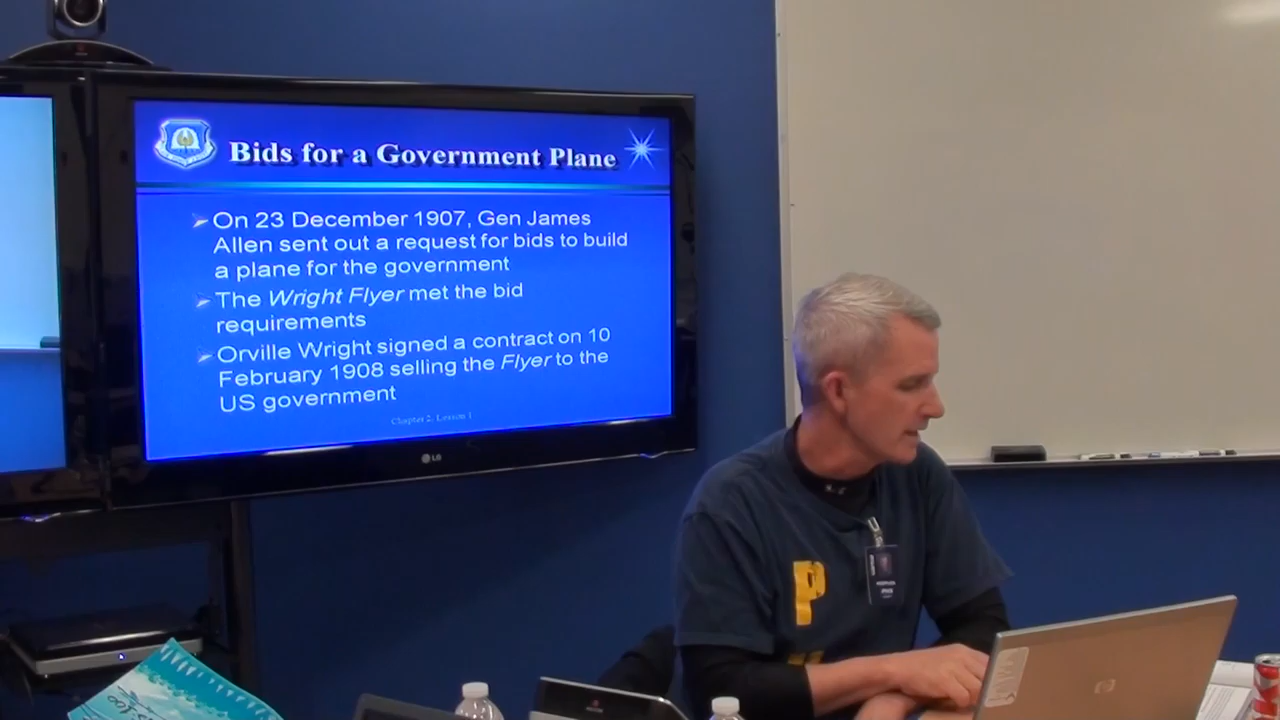 Bids for a Government Plane
➢On 23 December 1907, Gen James
Allen sent out a request for bids to build
a plane for the government
➢The Wright Flyer met the bid
requirements
➢Orville Wright signed a contract on 10
February 1908 selling the Flyer to the
US government
Chapter 2, Lesson 1
LG
P
hp